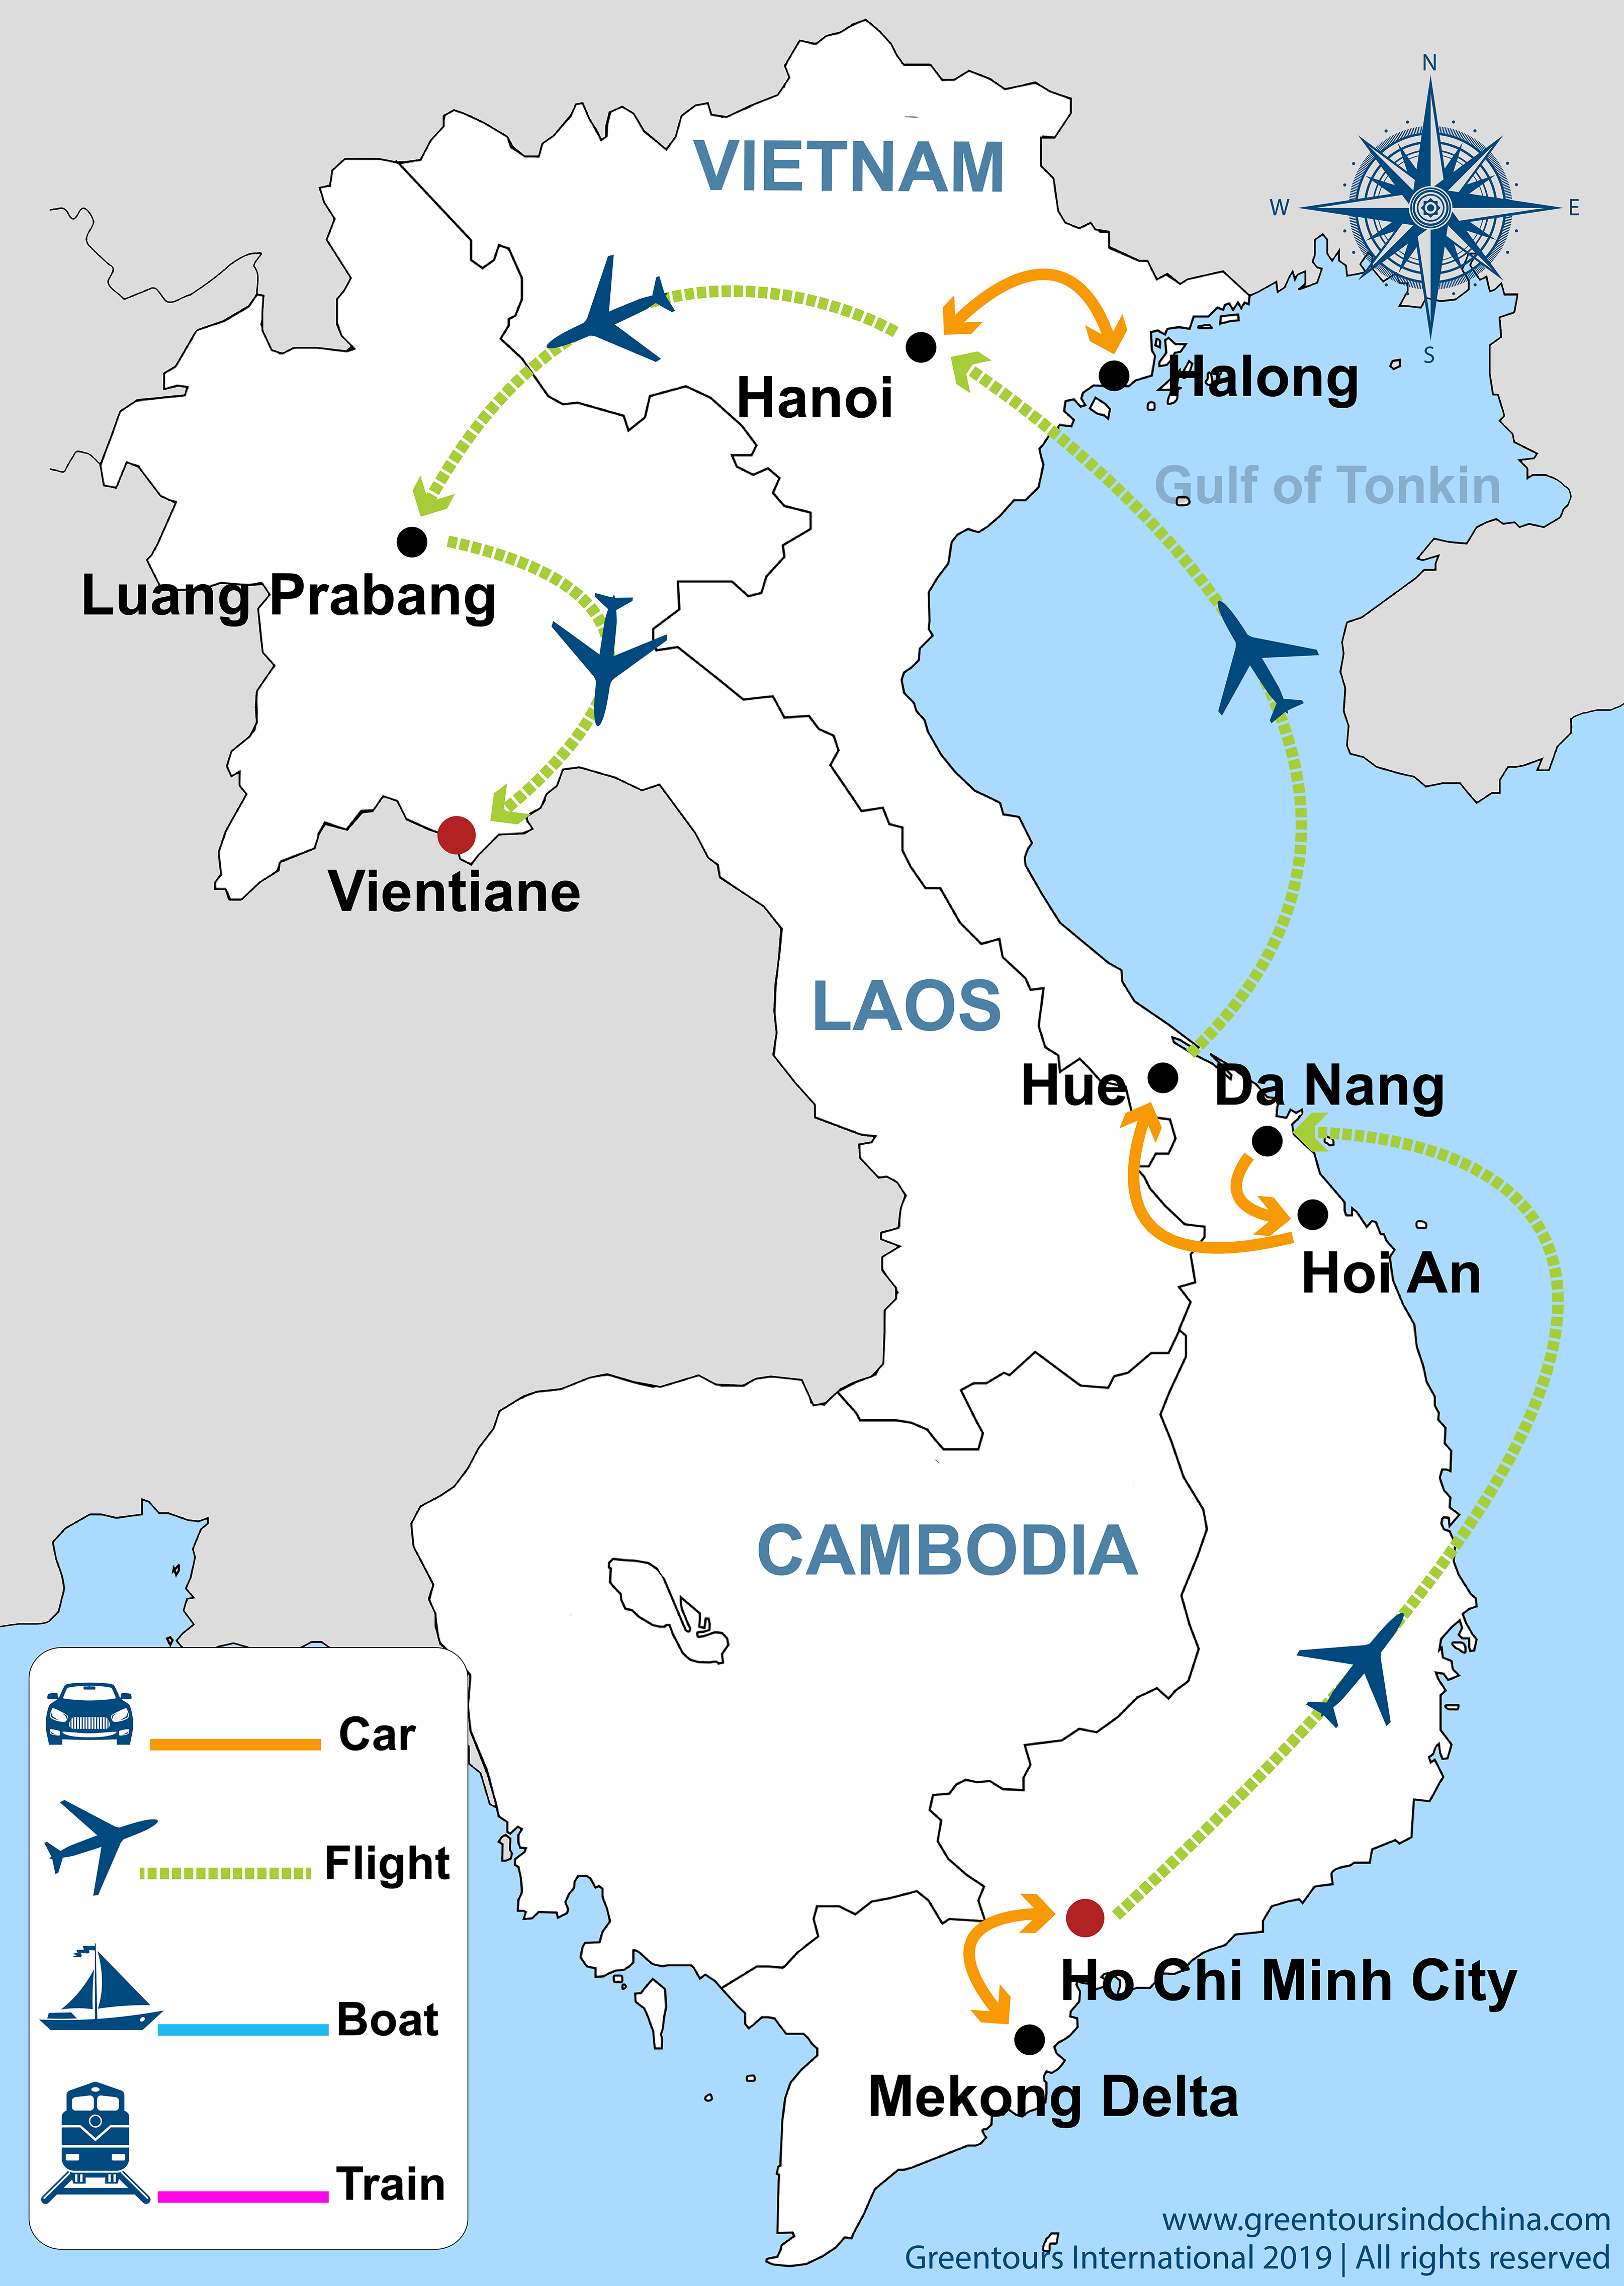 N
VIETNAM
W
E
S
Hanoi
Halong
Gulf of Tonkin
Luang Prabang
Vientiane
LAOS
Hue
Da Nang
Hoi An
CAMBODIA
Car
Flight
Ho Chi Minh City
Boat
Mekong Delta
Train
www.greentoursindochina.com
Greentours International 2019 | All rights reserved